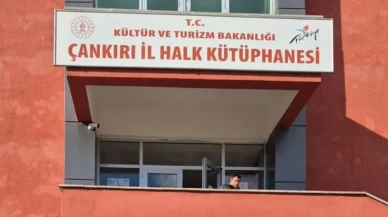 T.C.
KÜLTÜR VE TURİZM BAKANLIĞI
ÇANKIRI İL HALK KÜTÜPHANESİ